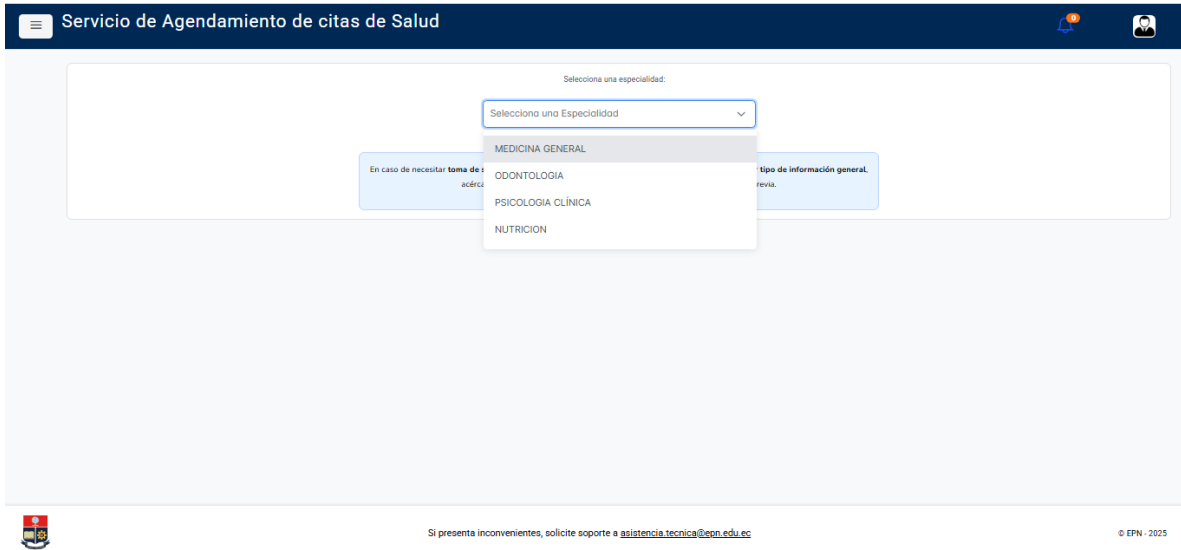 Servicio de Agendamiento de citas de Salud
0
Selecciona una especialidad:
Selecciona una Especialidad
MEDICINA GENERAL
ODONTOLOGIA
PSICOLOGIA CLÍNICA
NUTRICION
En caso de necesitar toma de tipo de información general,
Si presenta inconvenientes, solicite soporte a asistencia.tecnica@epn.edu.ec
© EPN - 2025